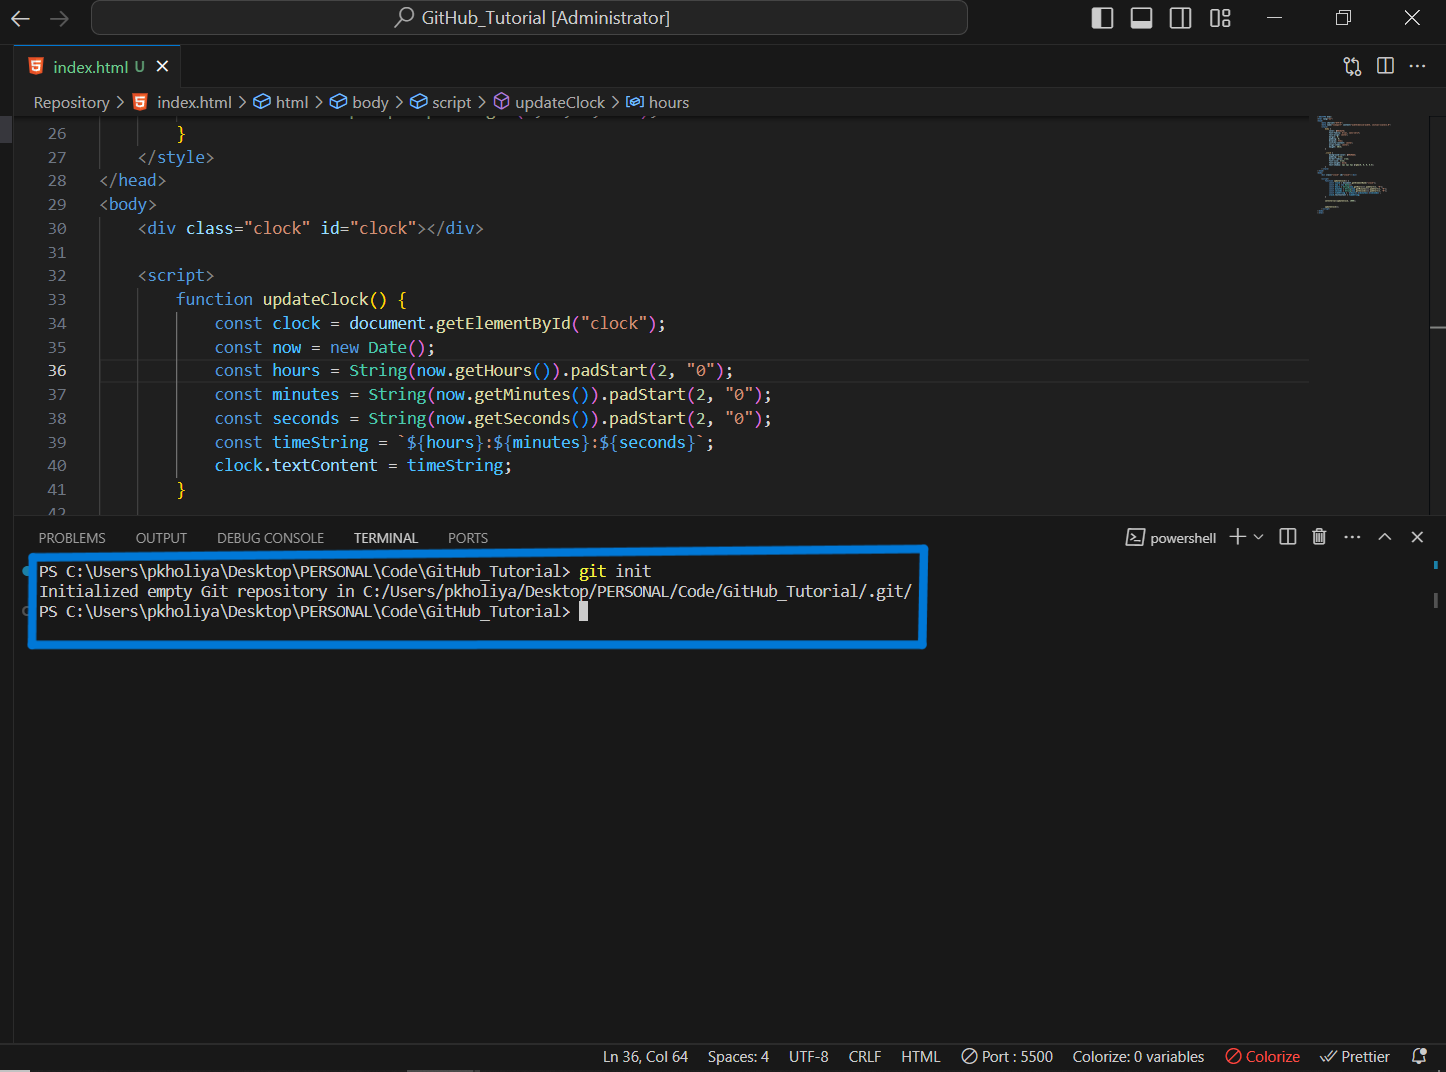 GitHub_Tutorial [Administrator]
index.html U
Repository > index.html > html > body > script > updateClock > hours
26 }
27 </style>
28 </head>
29 <body>
30 <div class="clock" id="clock"></div>
31
32 <script>
33 function updateClock() {
34 const clock = document.getElementById("clock");
35 const now = new Date();
36 const hours = String(now.getHours()).padStart(2, "0");
37 const minutes = String(now.getMinutes()).padStart(2, "0");
38 const seconds = String(now.getSeconds()).padStart(2, "0");
39 const timeString = `${hours}:${minutes}:${seconds}`;
40 clock.textContent = timeString;
41 }
42
PROBLEMS OUTPUT DEBUG CONSOLE TERMINAL PORTS powershell
PS C:\Users\pkholiya\Desktop\PERSONAL\Code\GitHub_Tutorial> git init
Initialized empty Git repository in C:/Users/pkholiya/Desktop/PERSONAL/Code/GitHub_Tutorial/.git/
PS C:\Users\pkholiya\Desktop\PERSONAL\Code\GitHub_Tutorial>
Ln 36, Col 64 Spaces: 4 UTF-8 CRLF HTML Port : 5500 Colorize: 0 variables Colorize Prettier